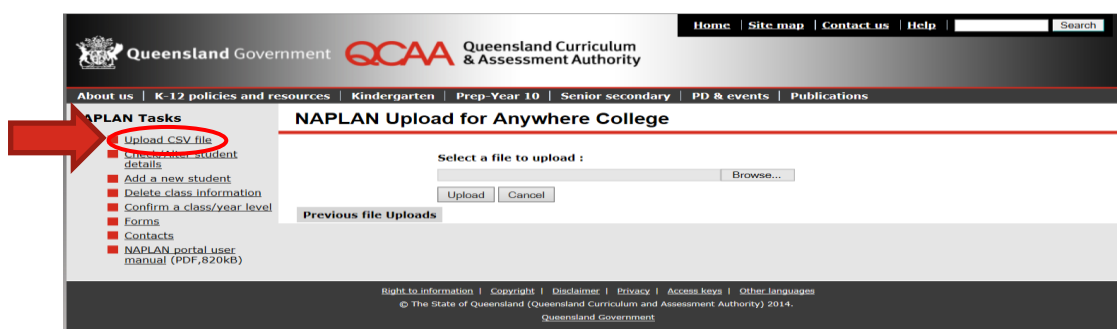 Home | Site map | Contact us | Help | Search
Queensland Government QCAA Queensland Curriculum
& Assessment Authority
About us | K-12 policies and resources | Kindergarten | Prep-Year 10 | Senior secondary | PD & events | Publications
APLAN Tasks
Upload CSV file
Check/Alter student
details
Add a new student
Delete class information
Confirm a class/year level
Forms
Contacts
NAPLAN portal user
manual (PDF,820kB)
NAPLAN Upload for Anywhere College
Select a file to upload :
Browse...
Upload Cancel
Previous file Uploads
Right to information | Copyright | Disclaimer | Privacy | Access keys | Other languages
© The State of Queensland (Queensland Curriculum and Assessment Authority) 2014.
Queensland Government